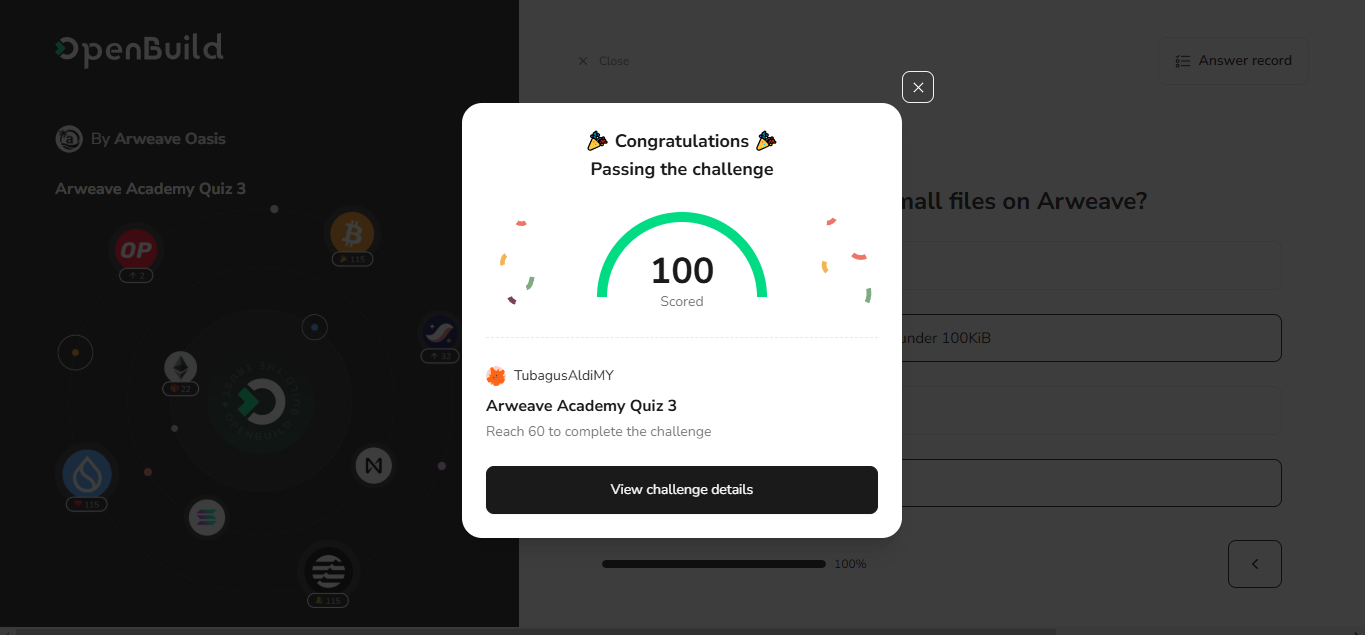 OpenBuild
By Arweave Oasis
Arweave Academy Quiz 3
OP
2
115
32
22
115
115
Close
Answer record
mall files on Arweave?
under 100KiB
100%
Congratulations
Passing the challenge
100
Scored
TubagusAldiMY
Arweave Academy Quiz 3
Reach 60 to complete the challenge
View challenge details